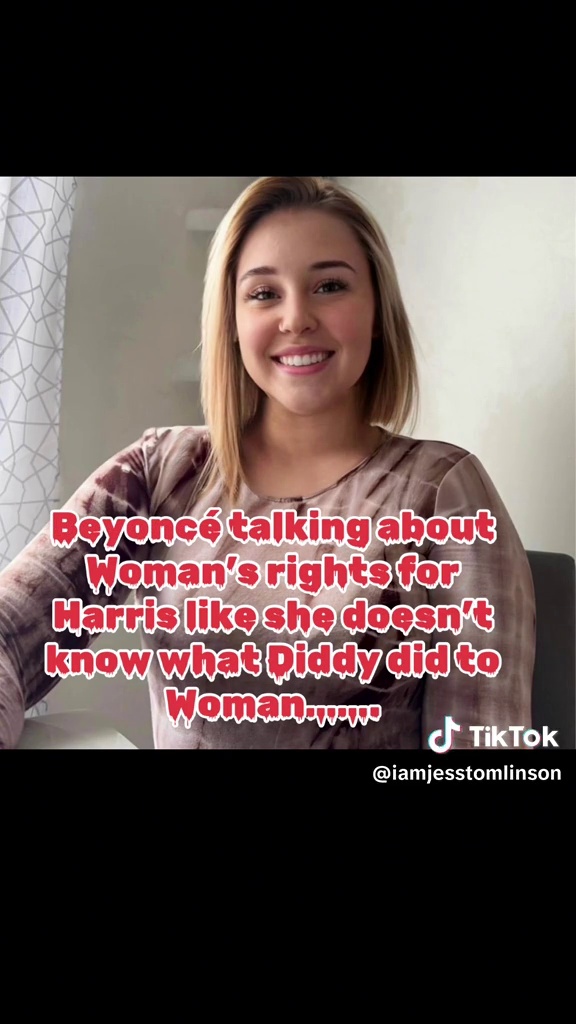 Beyoncé talking about
Woman's rights for
Harris like she doesn't
know what Diddy did to
Woman.,,.,,.
TikTok
@iamjesstomlinson